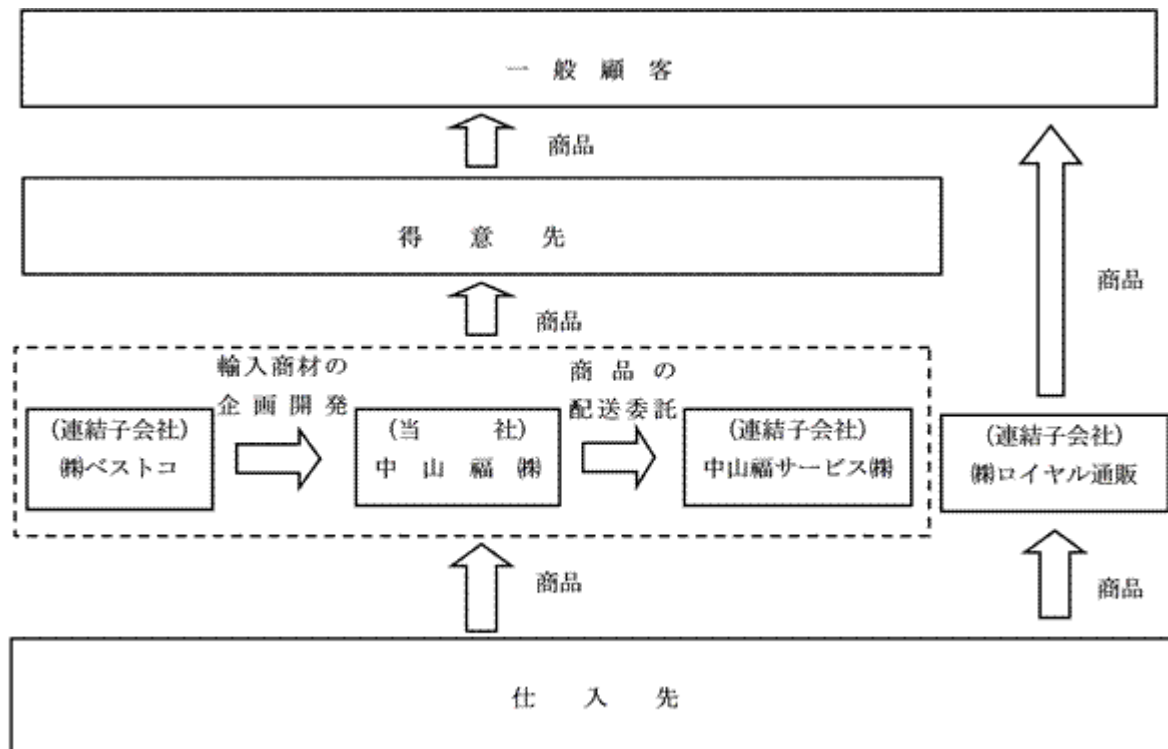 一般顧客
商品
得意先
商品
商品
輸入商材の
企画開発
商品の
配送委託
(連結子会社)
㈱ベストコ
(当社)
中山福㈱
(連結子会社)
中山福サービス㈱
(連結子会社)
㈱ロイヤル通販
商品
商品
仕入先